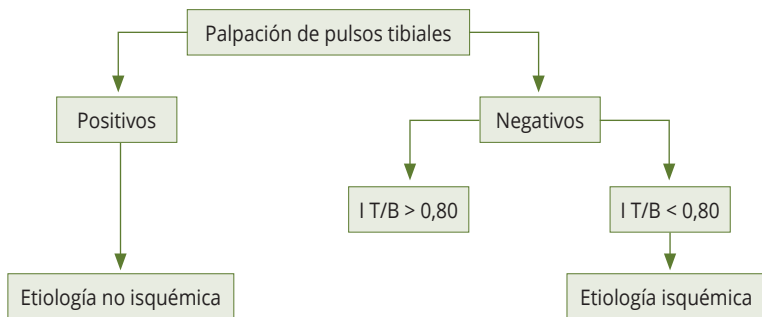 Palpación de pulsos tibiales
Positivos
Negativos
I T/B > 0,80
I T/B < 0,80
Etiología no isquémica
Etiología isquémica